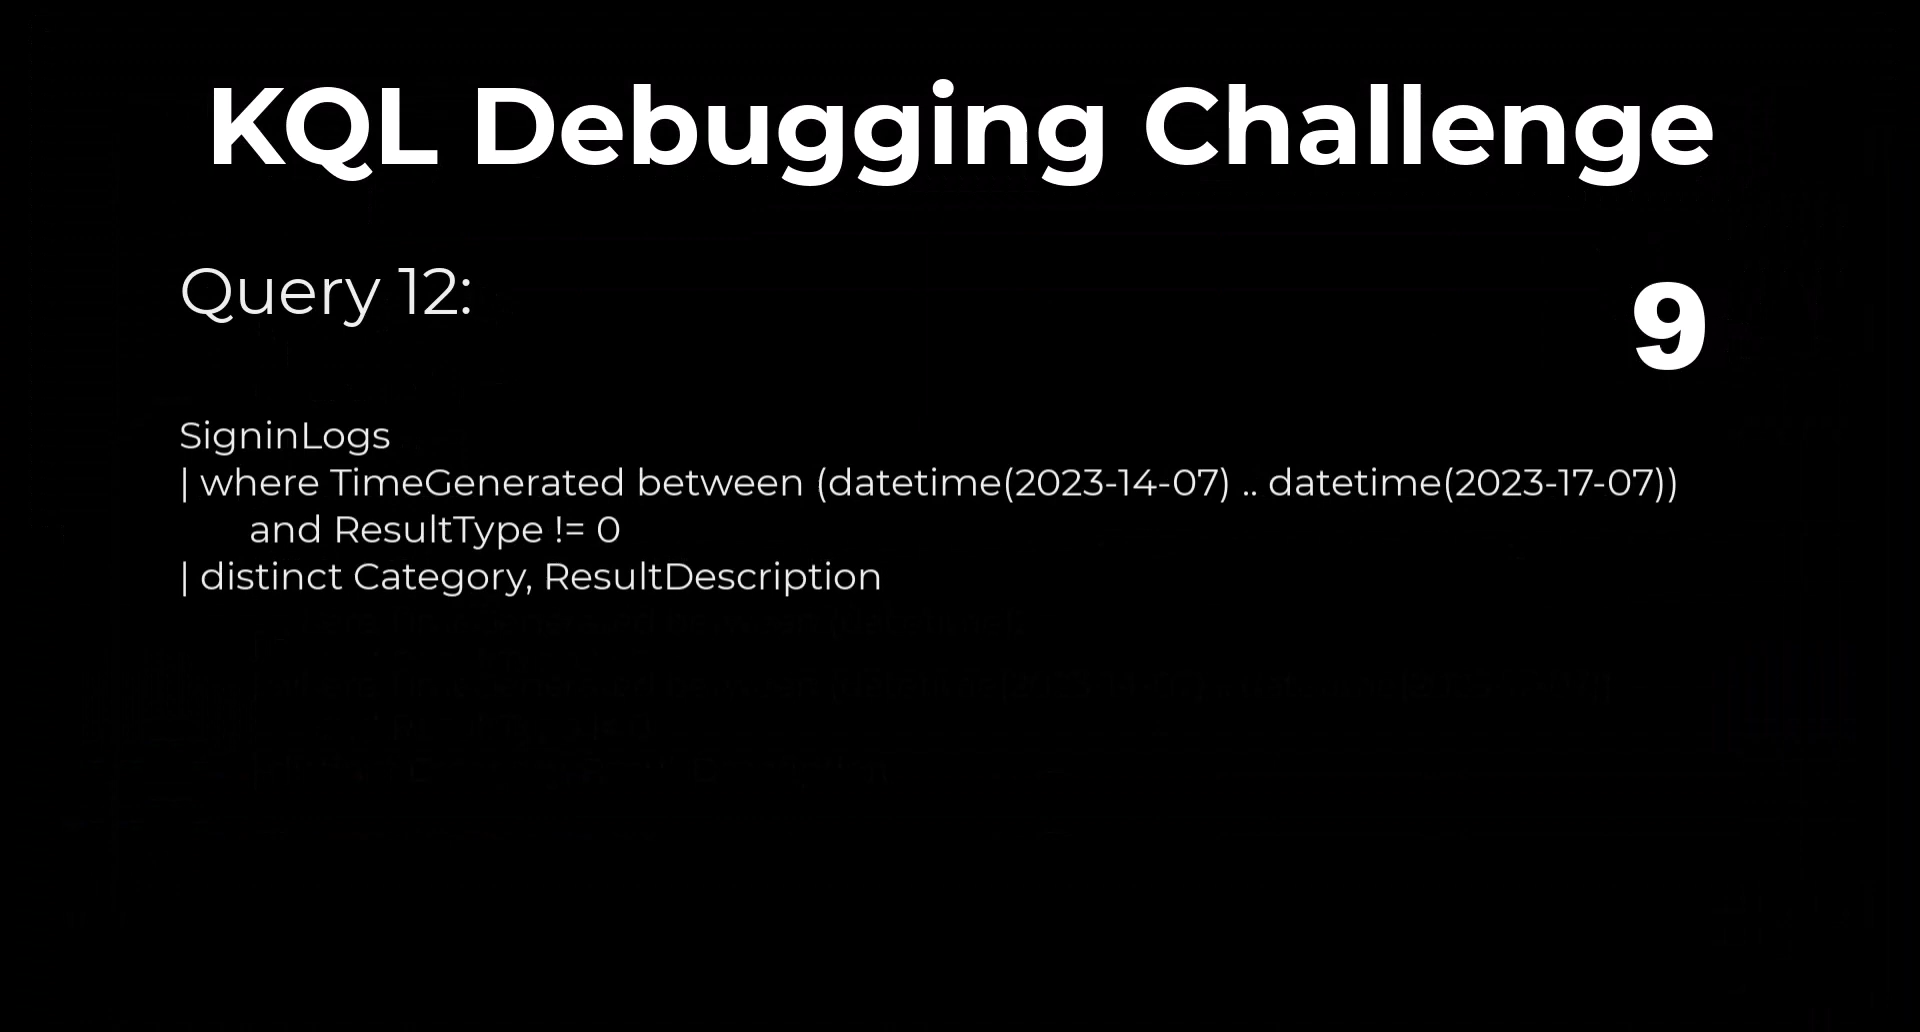 KQL Debugging Challenge
Query 12:
9
SigninLogs
| where TimeGenerated between (datetime(2023-14-07) .. datetime(2023-17-07))
and ResultType != 0
| distinct Category, ResultDescription